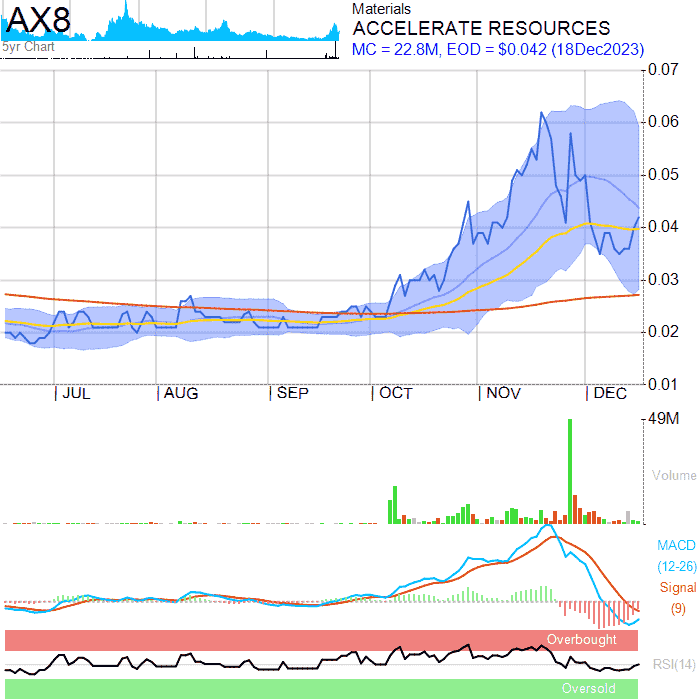 AX8
5yr Chart
Materials
ACCELERATE RESOURCES
MC = 22.8M, EOD = $0.042 (18Dec2023)
0.07
0.06
0.05
0.04
0.03
0.02
0.01
JUL AUG SEP OCT NOV DEC
49M
Volume
MACD
(12-26)
Signal
(9)
Overbought
RSI(14)
Oversold